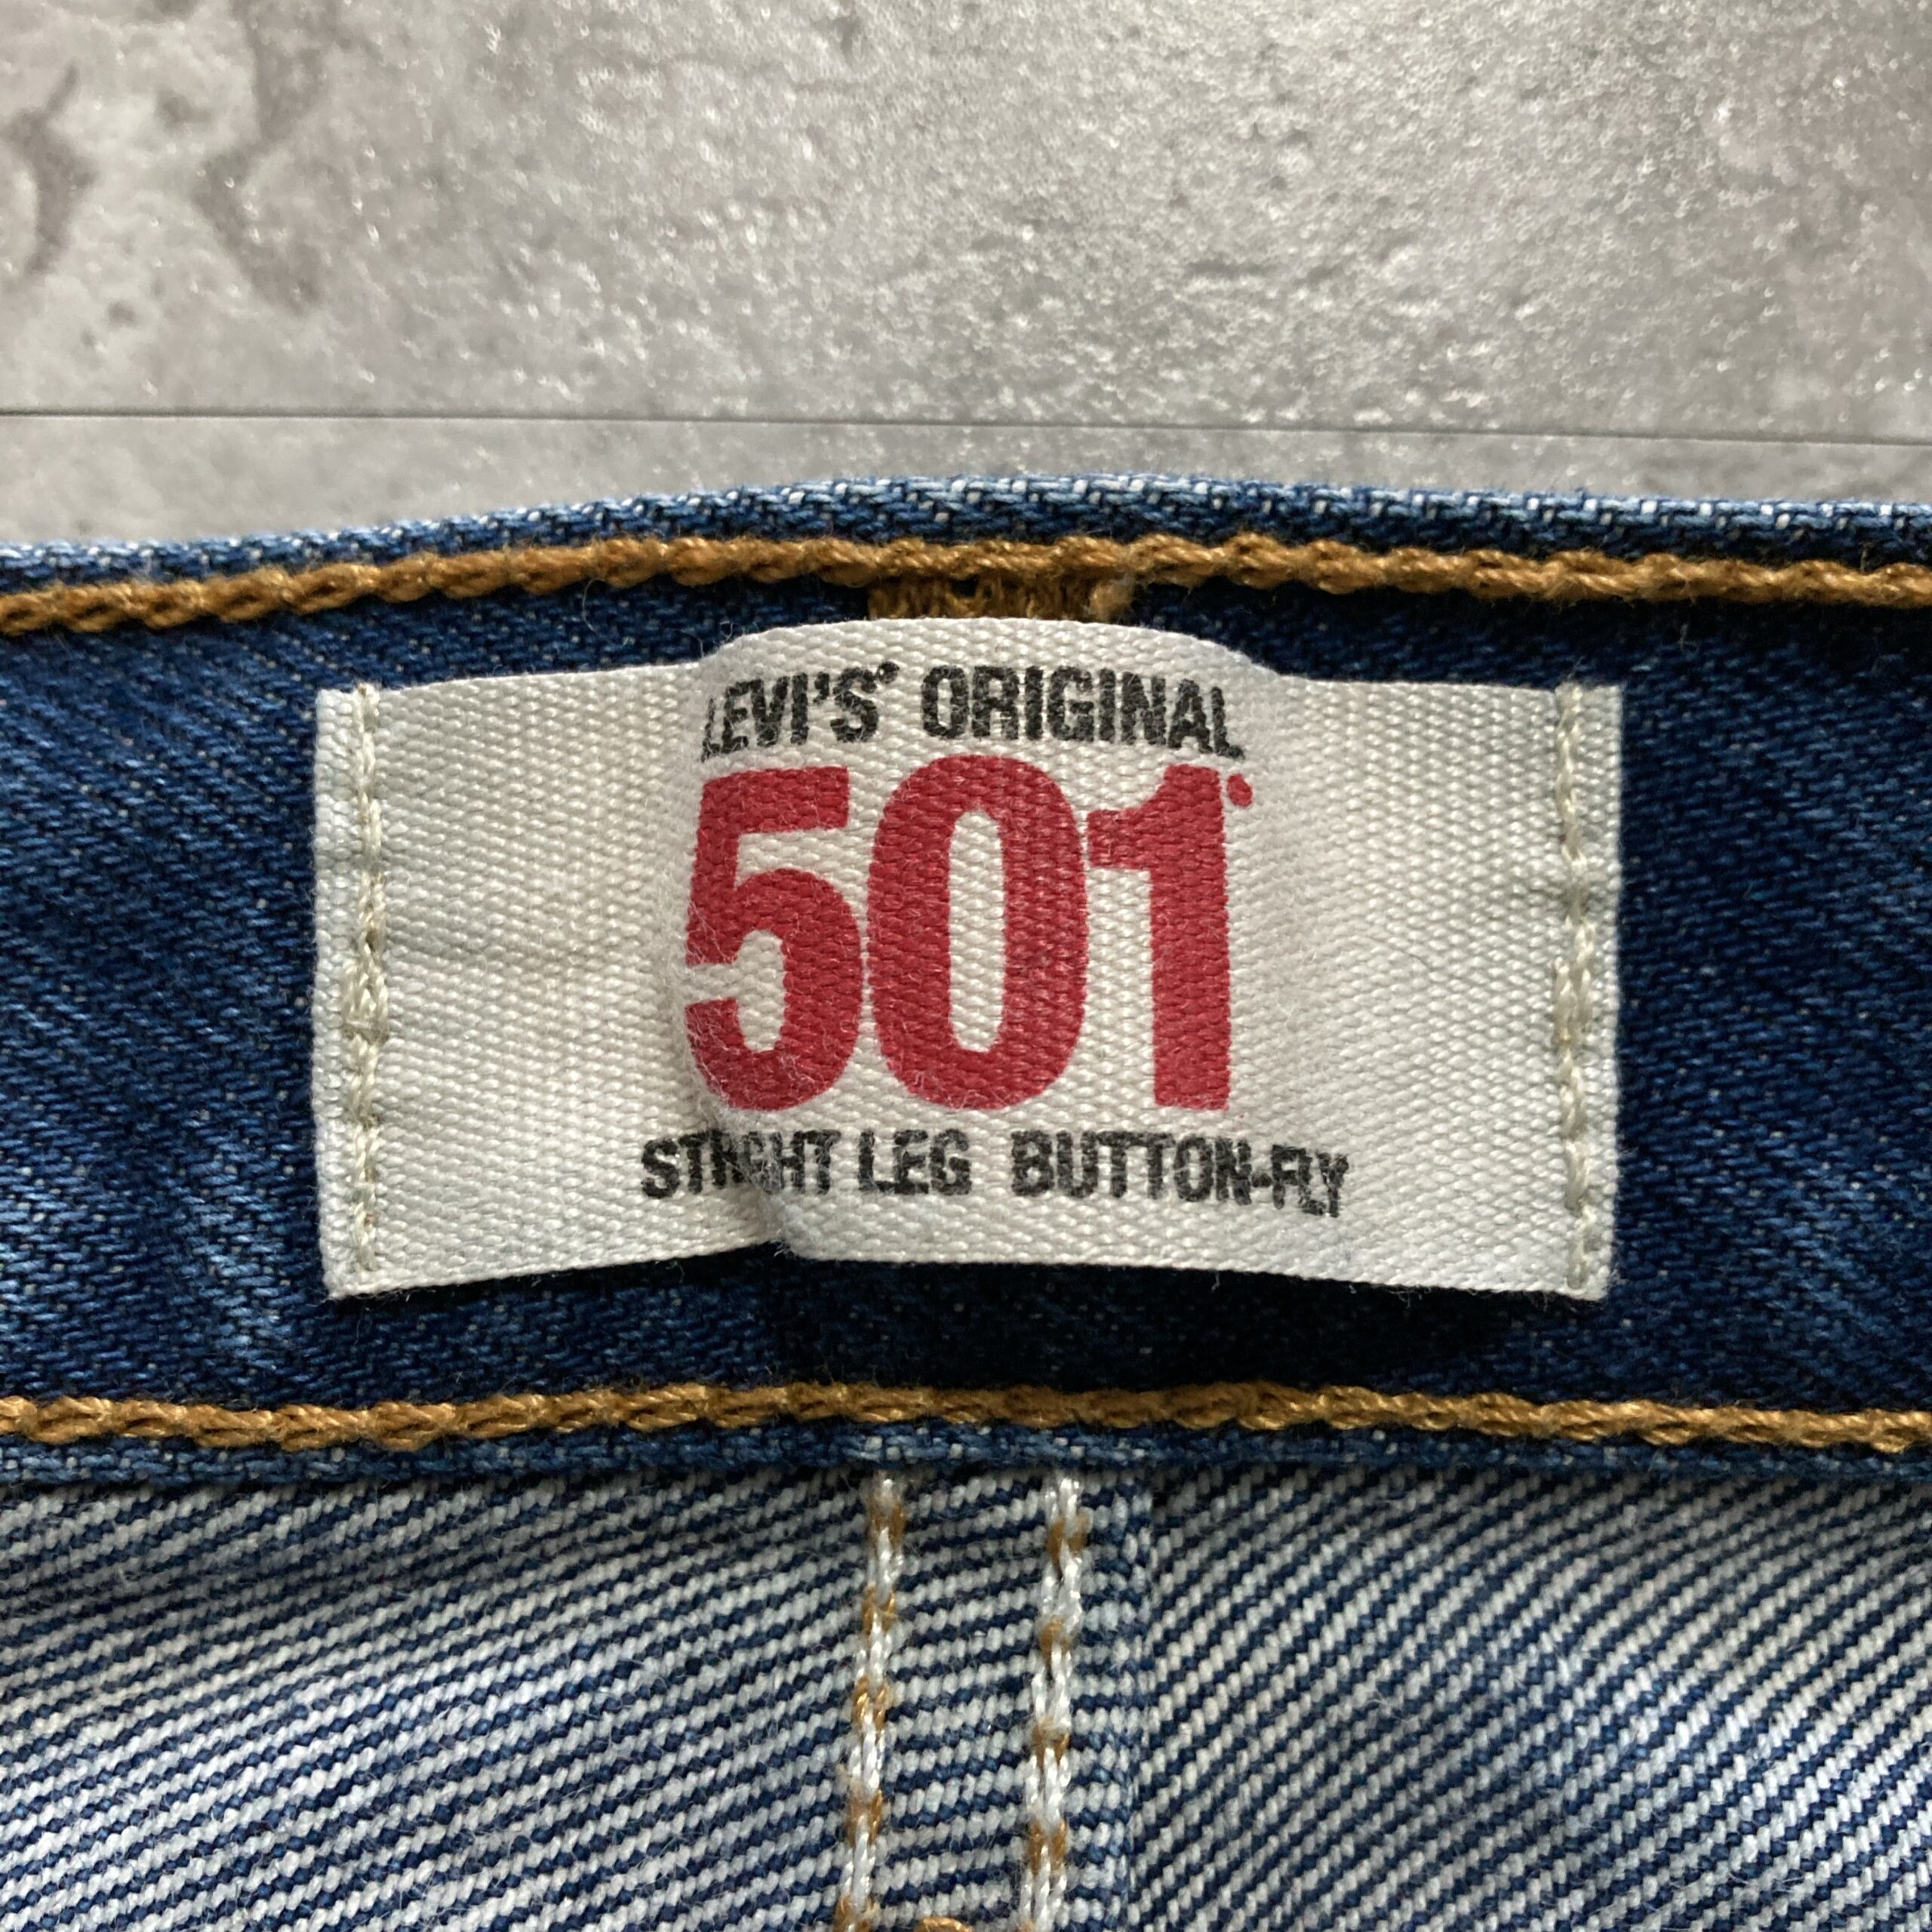 LEVI'S® ORIGINAL
501®
STRAIGHT LEG BUTTON-FLY